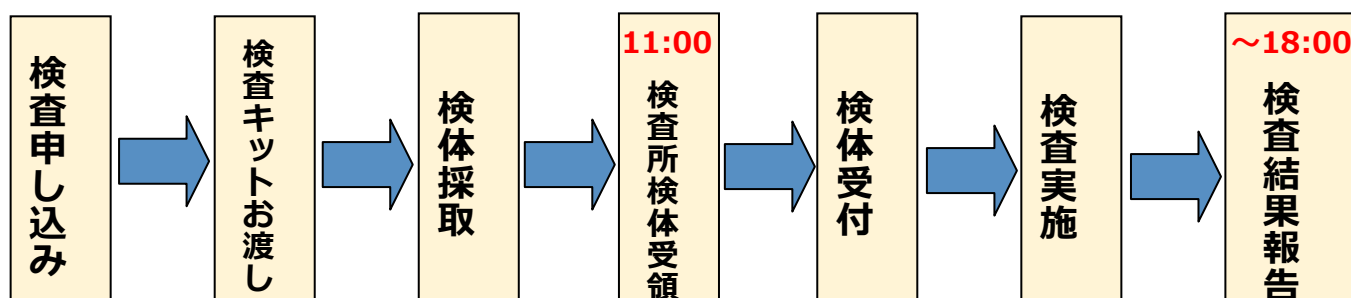 検査申し込み
検査キットお渡し
検体採取
11:00
検査所検体受領
検体受付
検査実施
～18:00
検査結果報告